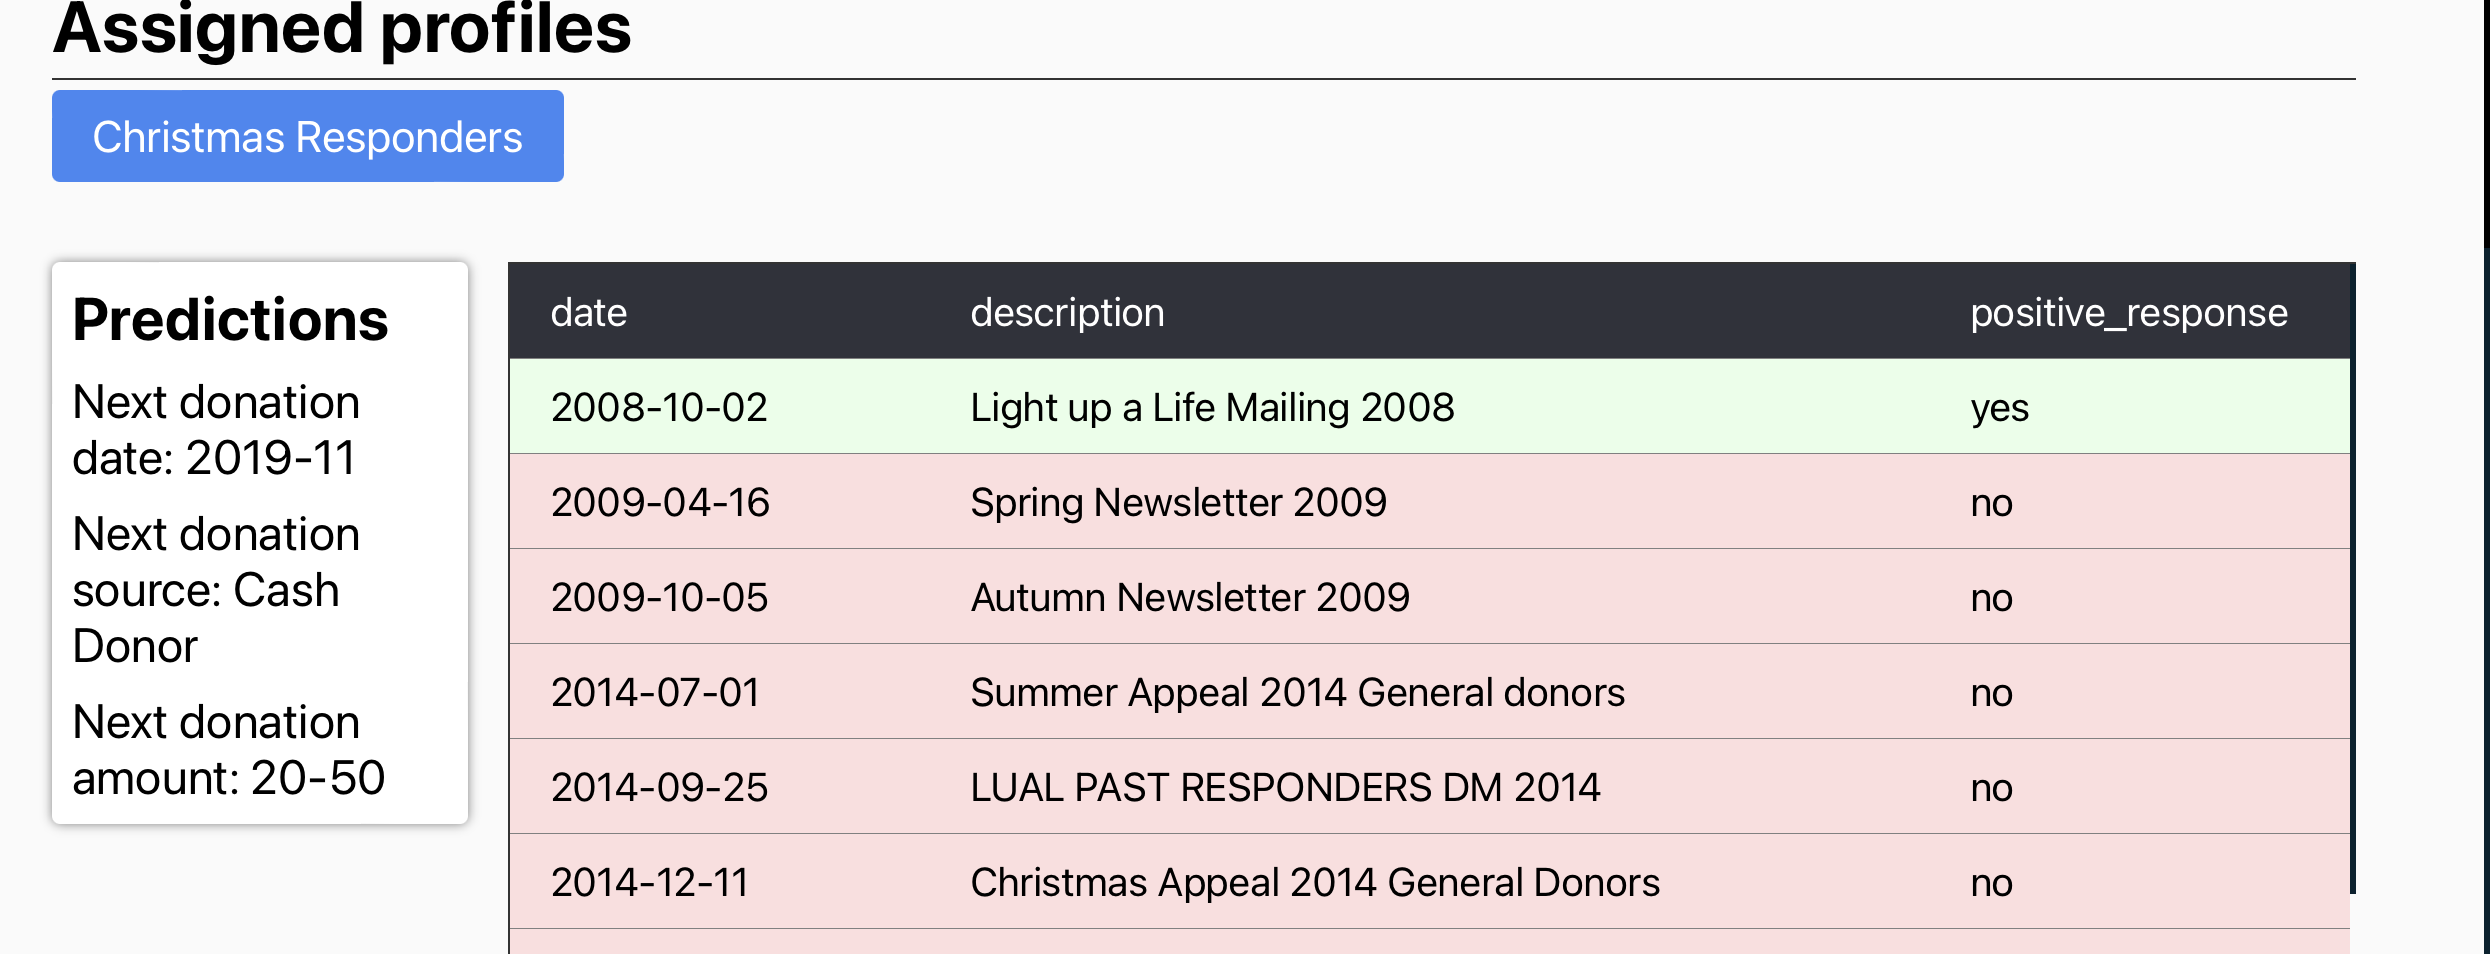 Assigned profiles
Christmas Responders
Predictions
Next donation
date: 2019-11
Next donation
source: Cash
Donor
Next donation
amount: 20-50
date description positive_response
2008-10-02 Light up a Life Mailing 2008 yes
2009-04-16 Spring Newsletter 2009 no
2009-10-05 Autumn Newsletter 2009 no
2014-07-01 Summer Appeal 2014 General donors no
2014-09-25 LUAL PAST RESPONDERS DM 2014 no
2014-12-11 Christmas Appeal 2014 General Donors no